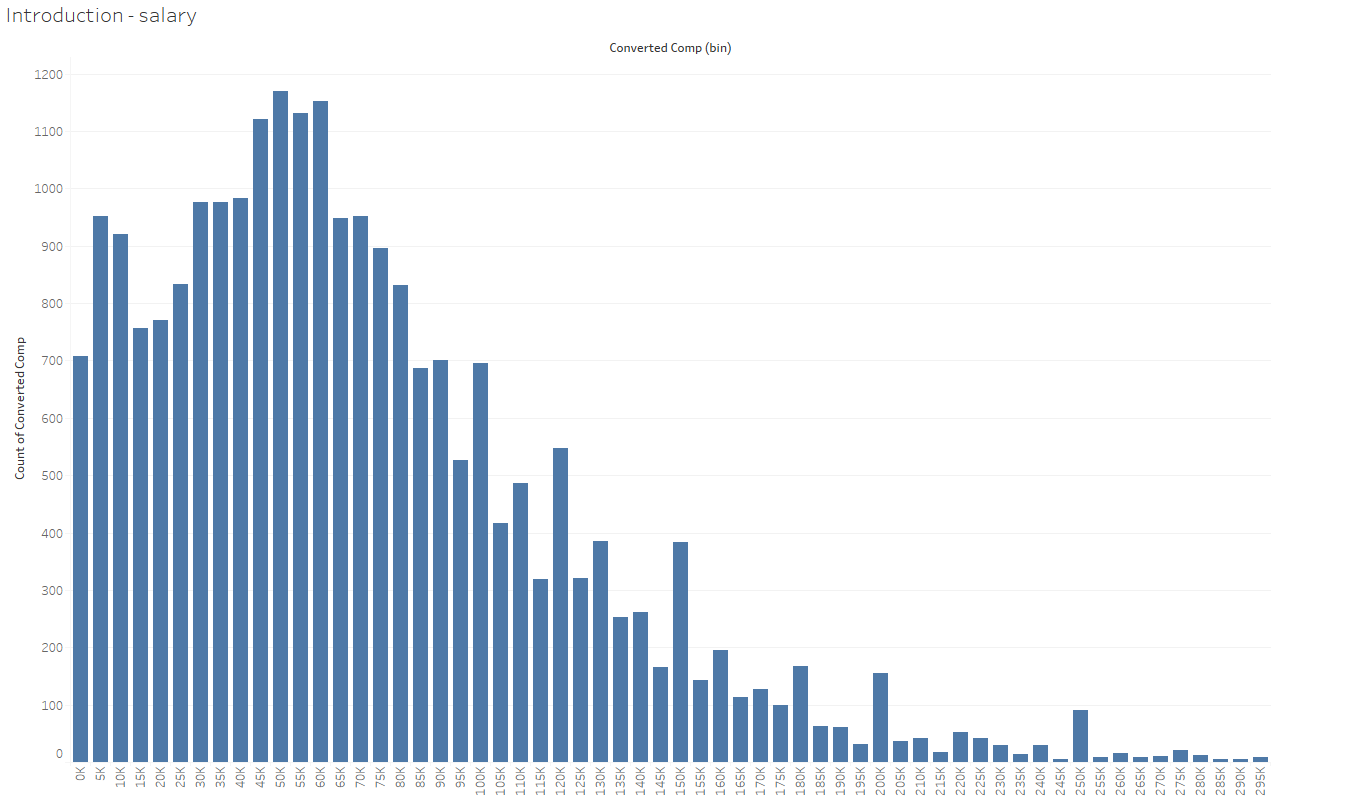 Introduction - salary
Converted Comp (bin)
Count of Converted Comp
1200
1100
1000
900
800
700
600
500
400
300
200
100
0
0K
5K
10K
15K
20K
25K
30K
35K
40K
45K
50K
55K
60K
65K
70K
75K
80K
85K
90K
95K
100K
105K
110K
115K
120K
125K
130K
135K
140K
145K
150K
155K
160K
165K
170K
175K
180K
185K
190K
195K
200K
205K
210K
215K
220K
225K
230K
235K
240K
245K
250K
255K
260K
265K
270K
275K
280K
285K
290K
295K